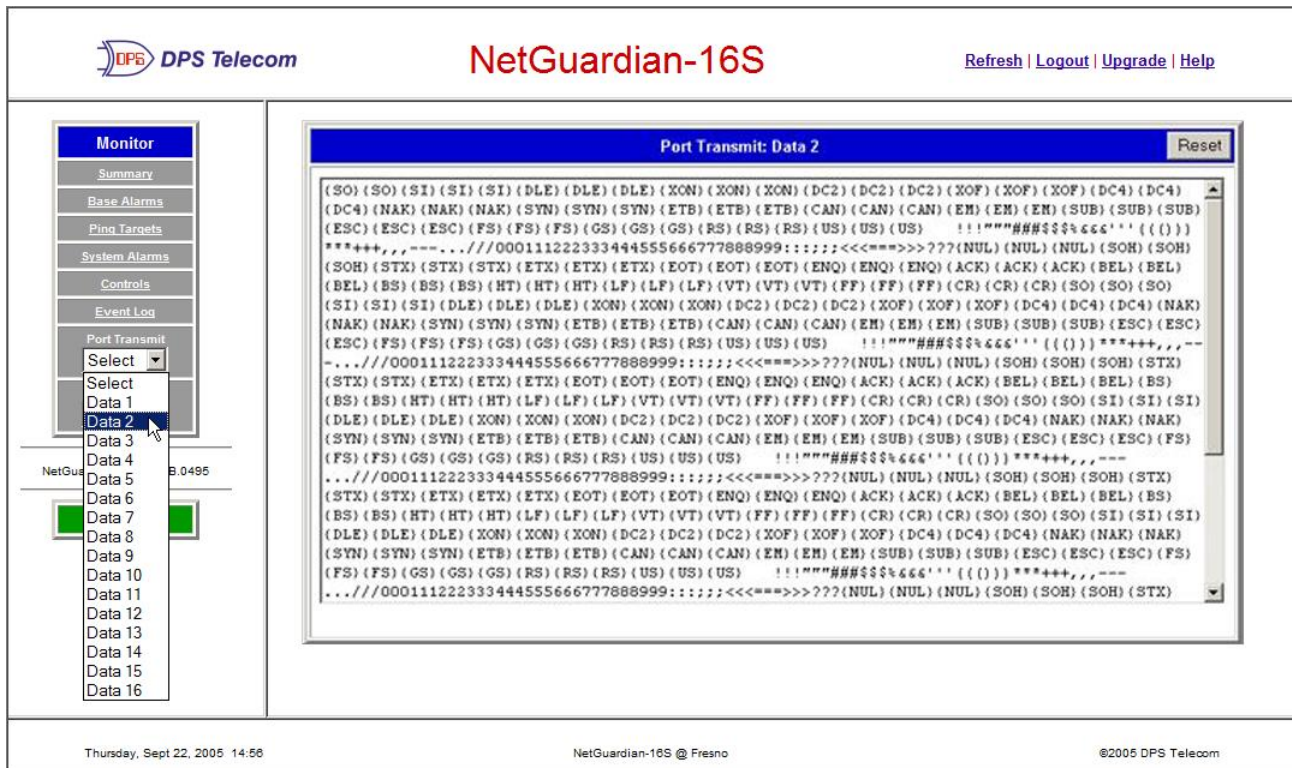 DPS DPS Telecom
NetGuardian-16S
Refresh | Logout | Upgrade | Help
Monitor
Summary
Base Alarms
Ping Targets
System Alarms
Controls
Event Log
Port Transmit
Select
Select
Data 1
Data 2
Data 3
Data 4
Data 5
Data 6
Data 7
Data 8
Data 9
Data 10
Data 11
Data 12
Data 13
Data 14
Data 15
Data 16
NetGua
B.0495
Port Transmit: Data 2
Reset
(SO)(SO)(SI)(SI)(SI)(DLE)(DLE)(DLE)(XON)(XON)(XON)(DC2)(DC2)(DC2)(XOF)(XOF)(XOF)(DC4)(DC4)
(DC4)(NAK)(NAK)(NAK)(SYN)(SYN)(SYN)(ETB)(ETB)(ETB)(CAN)(CAN)(CAN)(EM)(EM)(EM)(SUB)(SUB)(SUB)
(ESC)(ESC)(ESC)(FS)(FS)(FS)(GS)(GS)(GS)(RS)(RS)(RS)(US)(US)(US) !!!"""###$$$%&&&'''((()))
***+++,,,---...///000111222333444555666777888999:::;;;<<<===>>>???(NUL)(NUL)(NUL)(SOH)(SOH)
(SOH)(STX)(STX)(STX)(ETX)(ETX)(ETX)(EOT)(EOT)(EOT)(ENQ)(ENQ)(ENQ)(ACK)(ACK)(ACK)(BEL)(BEL)
(BEL)(BS)(BS)(BS)(HT)(HT)(HT)(LF)(LF)(LF)(VT)(VT)(VT)(FF)(FF)(FF)(CR)(CR)(CR)(SO)(SO)(SO)
(SI)(SI)(SI)(DLE)(DLE)(DLE)(XON)(XON)(XON)(DC2)(DC2)(DC2)(XOF)(XOF)(XOF)(DC4)(DC4)(DC4)(NAK)
(NAK)(NAK)(SYN)(SYN)(SYN)(ETB)(ETB)(ETB)(CAN)(CAN)(CAN)(EM)(EM)(EM)(SUB)(SUB)(SUB)(ESC)(ESC)
(ESC)(FS)(FS)(FS)(GS)(GS)(GS)(RS)(RS)(RS)(US)(US)(US) !!!"""###$$$%&&&'''((()))***+++,,,--
-...///000111222333444555666777888999:::;;;<<<===>>>???(NUL)(NUL)(NUL)(SOH)(SOH)(SOH)(STX)
(STX)(STX)(ETX)(ETX)(ETX)(EOT)(EOT)(EOT)(ENQ)(ENQ)(ENQ)(ACK)(ACK)(ACK)(BEL)(BEL)(BEL)(BS)
(BS)(BS)(HT)(HT)(HT)(LF)(LF)(LF)(VT)(VT)(VT)(FF)(FF)(FF)(CR)(CR)(CR)(SO)(SO)(SO)(SI)(SI)(SI)
(DLE)(DLE)(DLE)(XON)(XON)(XON)(DC2)(DC2)(DC2)(XOF)(XOF)(XOF)(DC4)(DC4)(DC4)(NAK)(NAK)(NAK)
(SYN)(SYN)(SYN)(ETB)(ETB)(ETB)(CAN)(CAN)(CAN)(EM)(EM)(EM)(SUB)(SUB)(SUB)(ESC)(ESC)(ESC)(FS)
(FS)(FS)(GS)(GS)(GS)(RS)(RS)(RS)(US)(US)(US) !!!"""###$$$%&&&'''((()))***+++,,,---
...///000111222333444555666777888999:::;;;<<<===>>>???(NUL)(NUL)(NUL)(SOH)(SOH)(SOH)(STX)
(STX)(STX)(ETX)(ETX)(ETX)(EOT)(EOT)(EOT)(ENQ)(ENQ)(ENQ)(ACK)(ACK)(ACK)(BEL)(BEL)(BEL)(BS)
(BS)(BS)(HT)(HT)(HT)(LF)(LF)(LF)(VT)(VT)(VT)(FF)(FF)(FF)(CR)(CR)(CR)(SO)(SO)(SO)(SI)(SI)(SI)
(DLE)(DLE)(DLE)(XON)(XON)(XON)(DC2)(DC2)(DC2)(XOF)(XOF)(XOF)(DC4)(DC4)(DC4)(NAK)(NAK)(NAK)
(SYN)(SYN)(SYN)(ETB)(ETB)(ETB)(CAN)(CAN)(CAN)(EM)(EM)(EM)(SUB)(SUB)(SUB)(ESC)(ESC)(ESC)(FS)
(FS)(FS)(GS)(GS)(GS)(RS)(RS)(RS)(US)(US)(US) !!!"""###$$$%&&&'''((()))***+++,,,---
...///000111222333444555666777888999:::;;;<<<===>>>???(NUL)(NUL)(NUL)(SOH)(SOH)(SOH)(STX)
Thursday, Sept 22, 2005 14:56
NetGuardian-16S @ Fresno
©2005 DPS Telecom